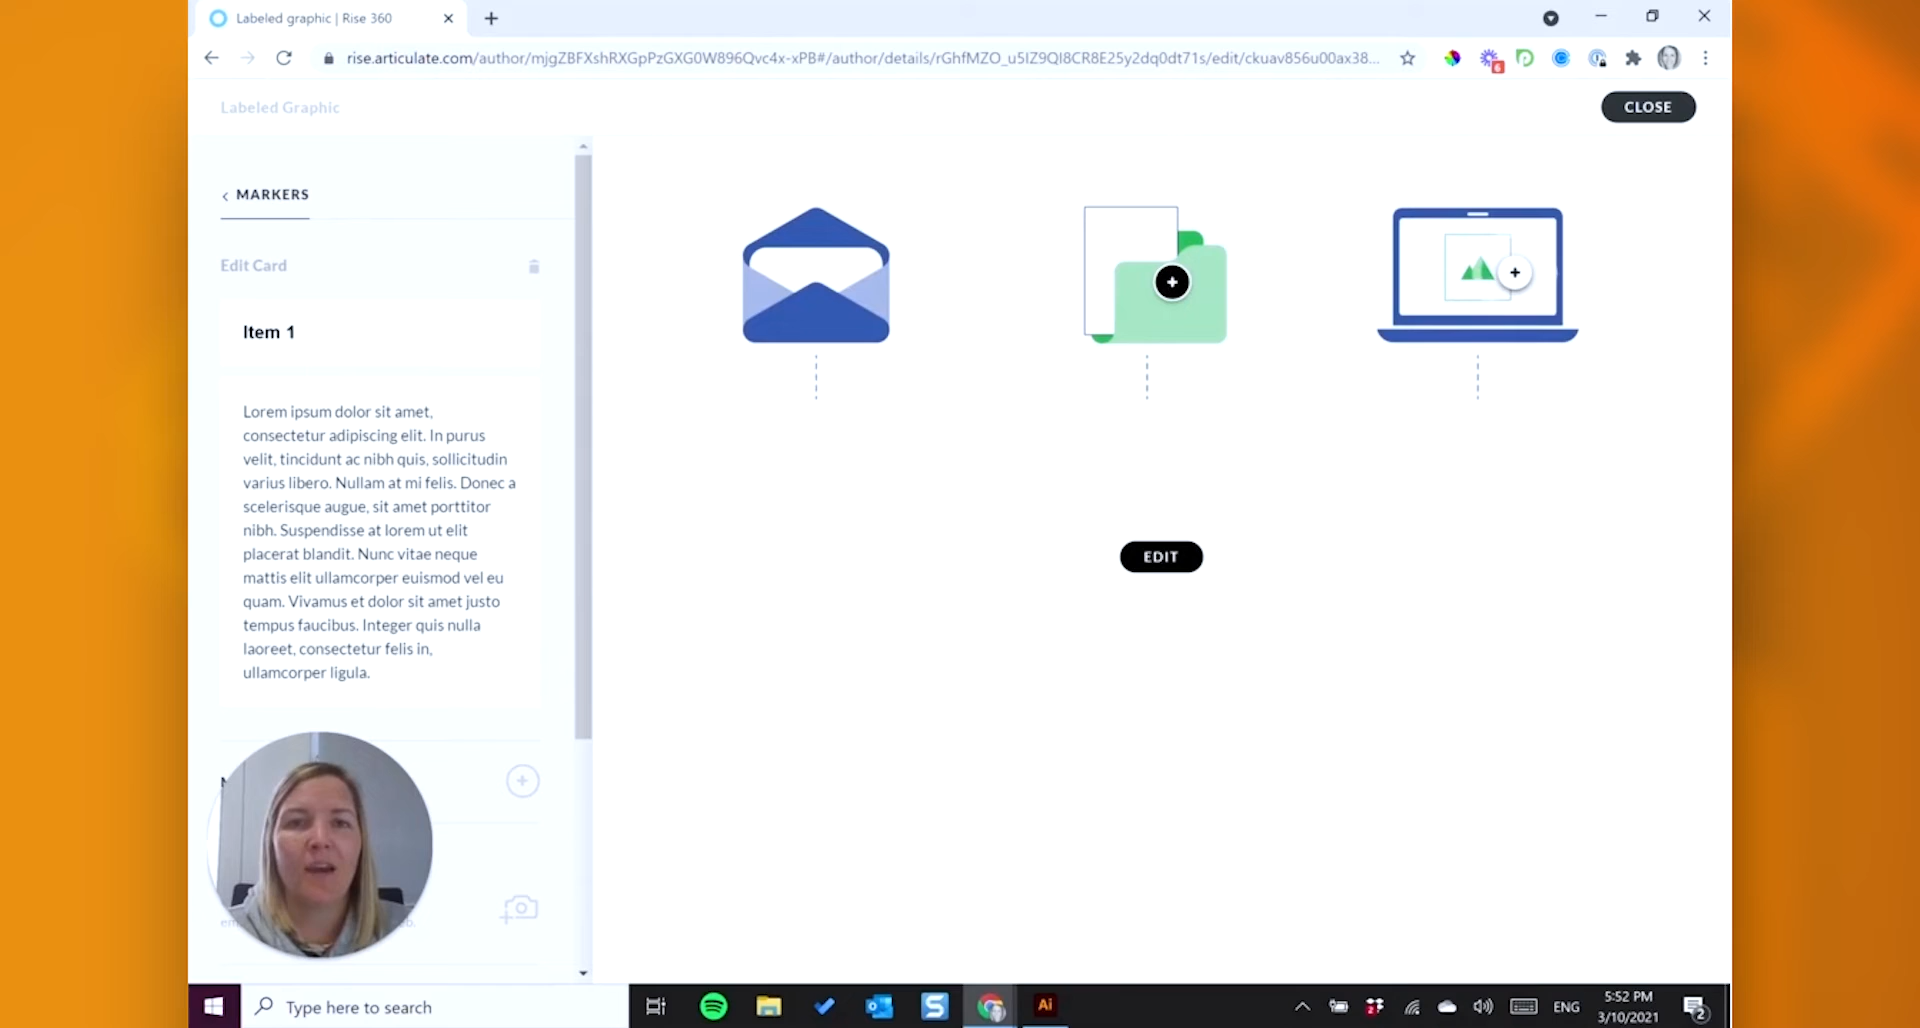 Labeled graphic | Rise 360
rise.articulate.com/author/mjgZBFXshRXGpPzGXG0W896Qvc4x-xPB#/author/details/rGhfMZO_u5IZ9QI8CR8E25y2dq0dt71s/edit/ckuav856u00ax38...
6
Labeled Graphic
CLOSE
MARKERS
Edit Card
Item 1
Lorem ipsum dolor sit amet,
consectetur adipiscing elit. In purus
velit, tincidunt ac nibh quis, sollicitudin
varius libero. Nullam at mi felis. Donec a
scelerisque augue, sit amet porttitor
nibh. Suspendisse at lorem ut elit
placerat blandit. Nunc vitae neque
mattis elit ullamcorper euismod vel eu
quam. Vivamus et dolor sit amet justo
tempus faucibus. Integer quis nulla
laoreet, consectetur felis in,
ullamcorper ligula.
EDIT
Type here to search
S
Ai
2
ENG
5:52 PM
3/10/2021
2